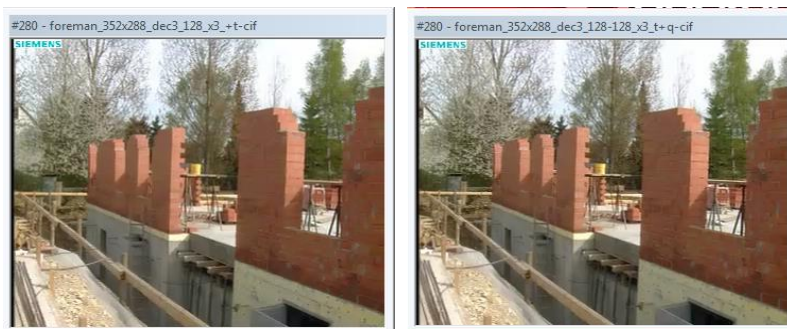 #280 - foreman_352x288_dec3_128_x3_+t-cif
#280 - foreman_352x288_dec3_128-128_x3_t+q-cif
SIEMENS
SIEMENS